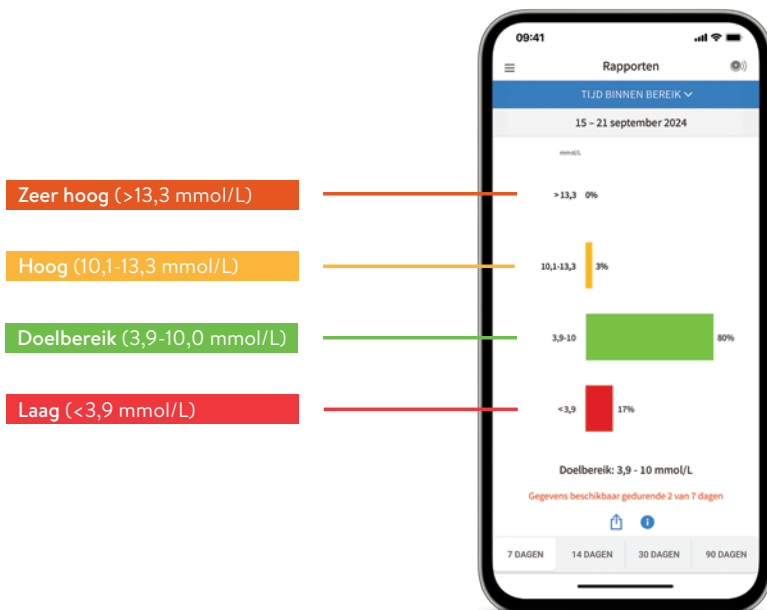 09:41
Rapporten
TIJD BINNEN BEREIK
15 – 21 september 2024
mmol/L
Zeer hoog (>13,3 mmol/L)
>13,3 0%
Hoog (10,1-13,3 mmol/L)
10,1-13,3 3%
Doelbereik (3,9-10,0 mmol/L)
3,9-10 80%
Laag (<3,9 mmol/L)
<3,9 17%
Doelbereik: 3,9 - 10 mmol/L
Gegevens beschikbaar gedurende 2 van 7 dagen
7 DAGEN 14 DAGEN 30 DAGEN 90 DAGEN